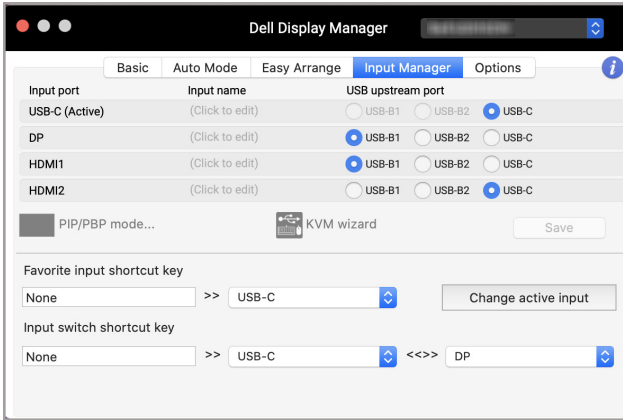 Dell Display Manager
Basic Auto Mode Easy Arrange Input Manager Options i
Input port Input name USB upstream port
USB-C (Active) (Click to edit) USB-B1 USB-B2 USB-C
DP (Click to edit) USB-B1 USB-B2 USB-C
HDMI1 (Click to edit) USB-B1 USB-B2 USB-C
HDMI2 (Click to edit) USB-B1 USB-B2 USB-C
PIP/PBP mode... KVM wizard Save
Favorite input shortcut key
None >> USB-C Change active input
Input switch shortcut key
None >> USB-C <<>> DP